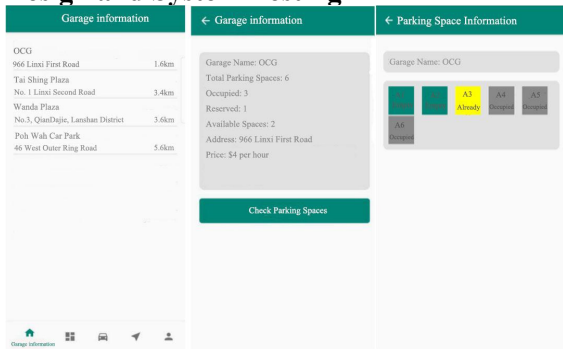 Garage information
OCG
966 Linxi First Road 1.6km
Tai Shing Plaza
No. 1 Linxi Second Road 3.4km
Wanda Plaza
No.3, QianDajie, Lanshan District 3.6km
Poh Wah Car Park
46 West Outer Ring Road 5.6km
Garage information
← Garage information
Garage Name: OCG
Total Parking Spaces: 6
Occupied: 3
Reserved: 1
Available Spaces: 2
Address: 966 Linxi First Road
Price: $4 per hour
Check Parking Spaces
← Parking Space Information
Garage Name: OCG
A3 A4 A5
Already Occupied Occupied
A6
Occupied